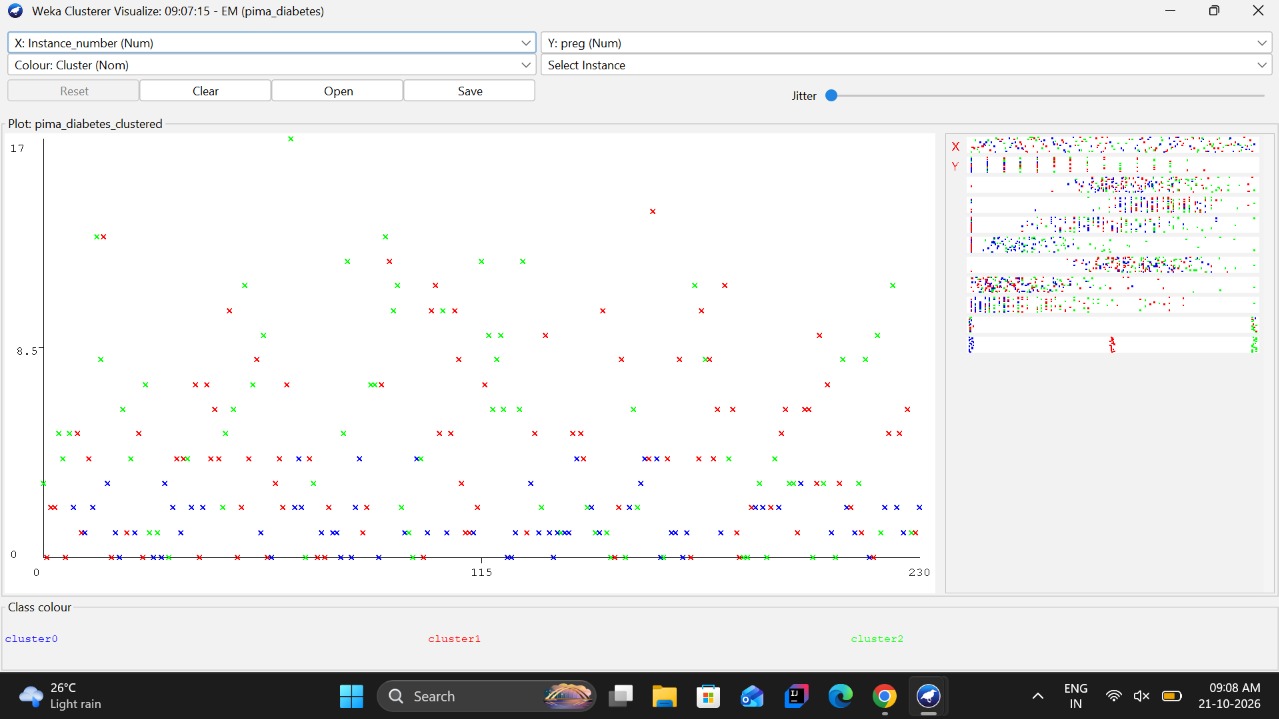 Weka Clusterer Visualize: 09:07:15 - EM (pima_diabetes)
X: Instance_number (Num)
Y: preg (Num)
Colour: Cluster (Nom)
Select Instance
Reset
Clear
Open
Save
Jitter
Plot: pima_diabetes_clustered
17
8.5
0
0
115
230
X
Y
Class colour
cluster0
cluster1
cluster2
26°C
Light rain
Search
ENG
IN
09:08 AM
21-10-2026